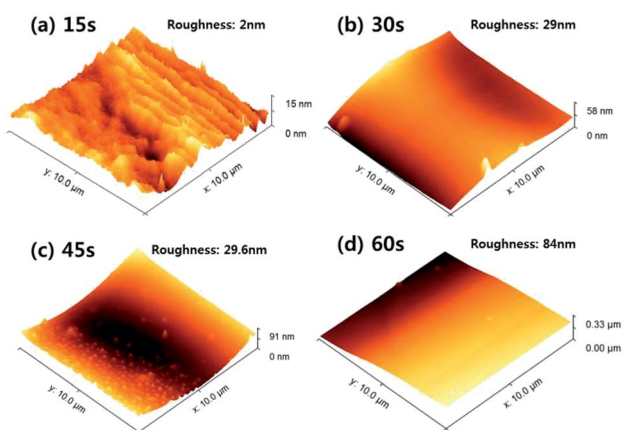 (a) 15s
Roughness: 2nm
15 nm
0 nm
y: 10.0 μm
x: 10.0 μm
(b) 30s
Roughness: 29nm
58 nm
0 nm
y: 10.0 μm
x: 10.0 μm
(c) 45s
Roughness: 29.6nm
91 nm
0 nm
y: 10.0 μm
x: 10.0 μm
(d) 60s
Roughness: 84nm
0.33 μm
0.00 μm
y: 10.0 μm
x: 10.0 μm